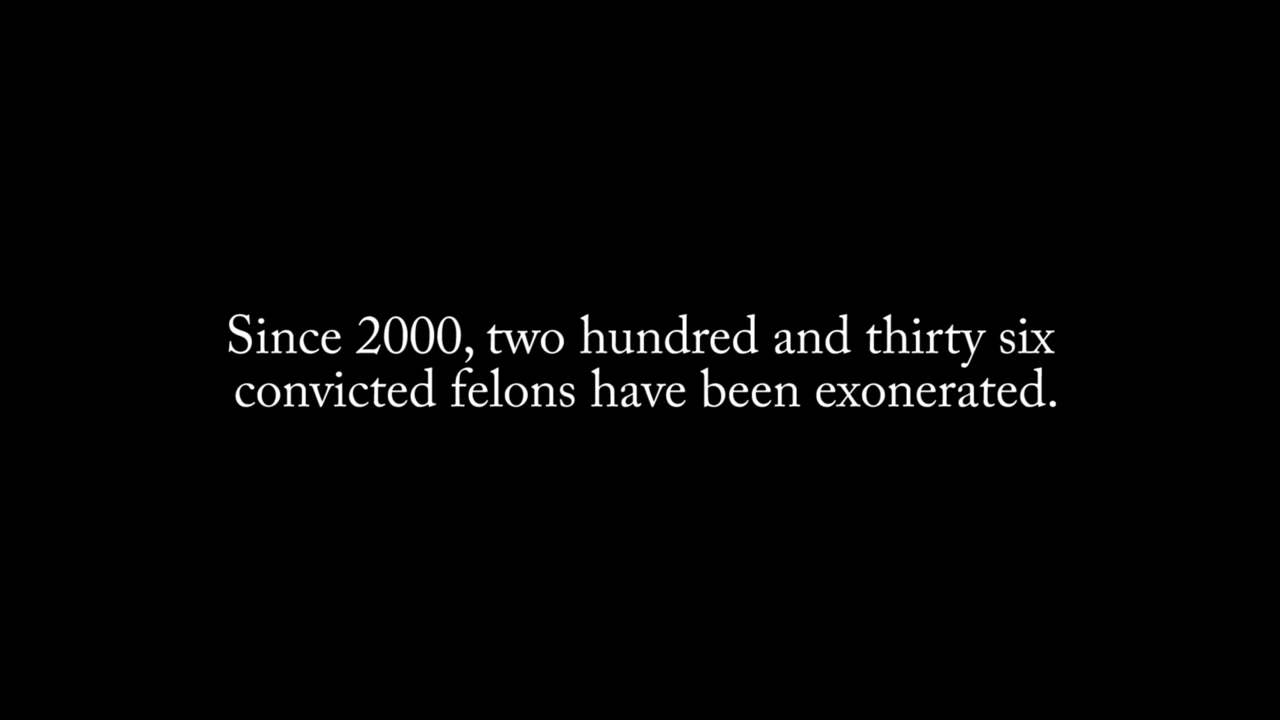 Since 2000, two hundred and thirty six
convicted felons have been exonerated.